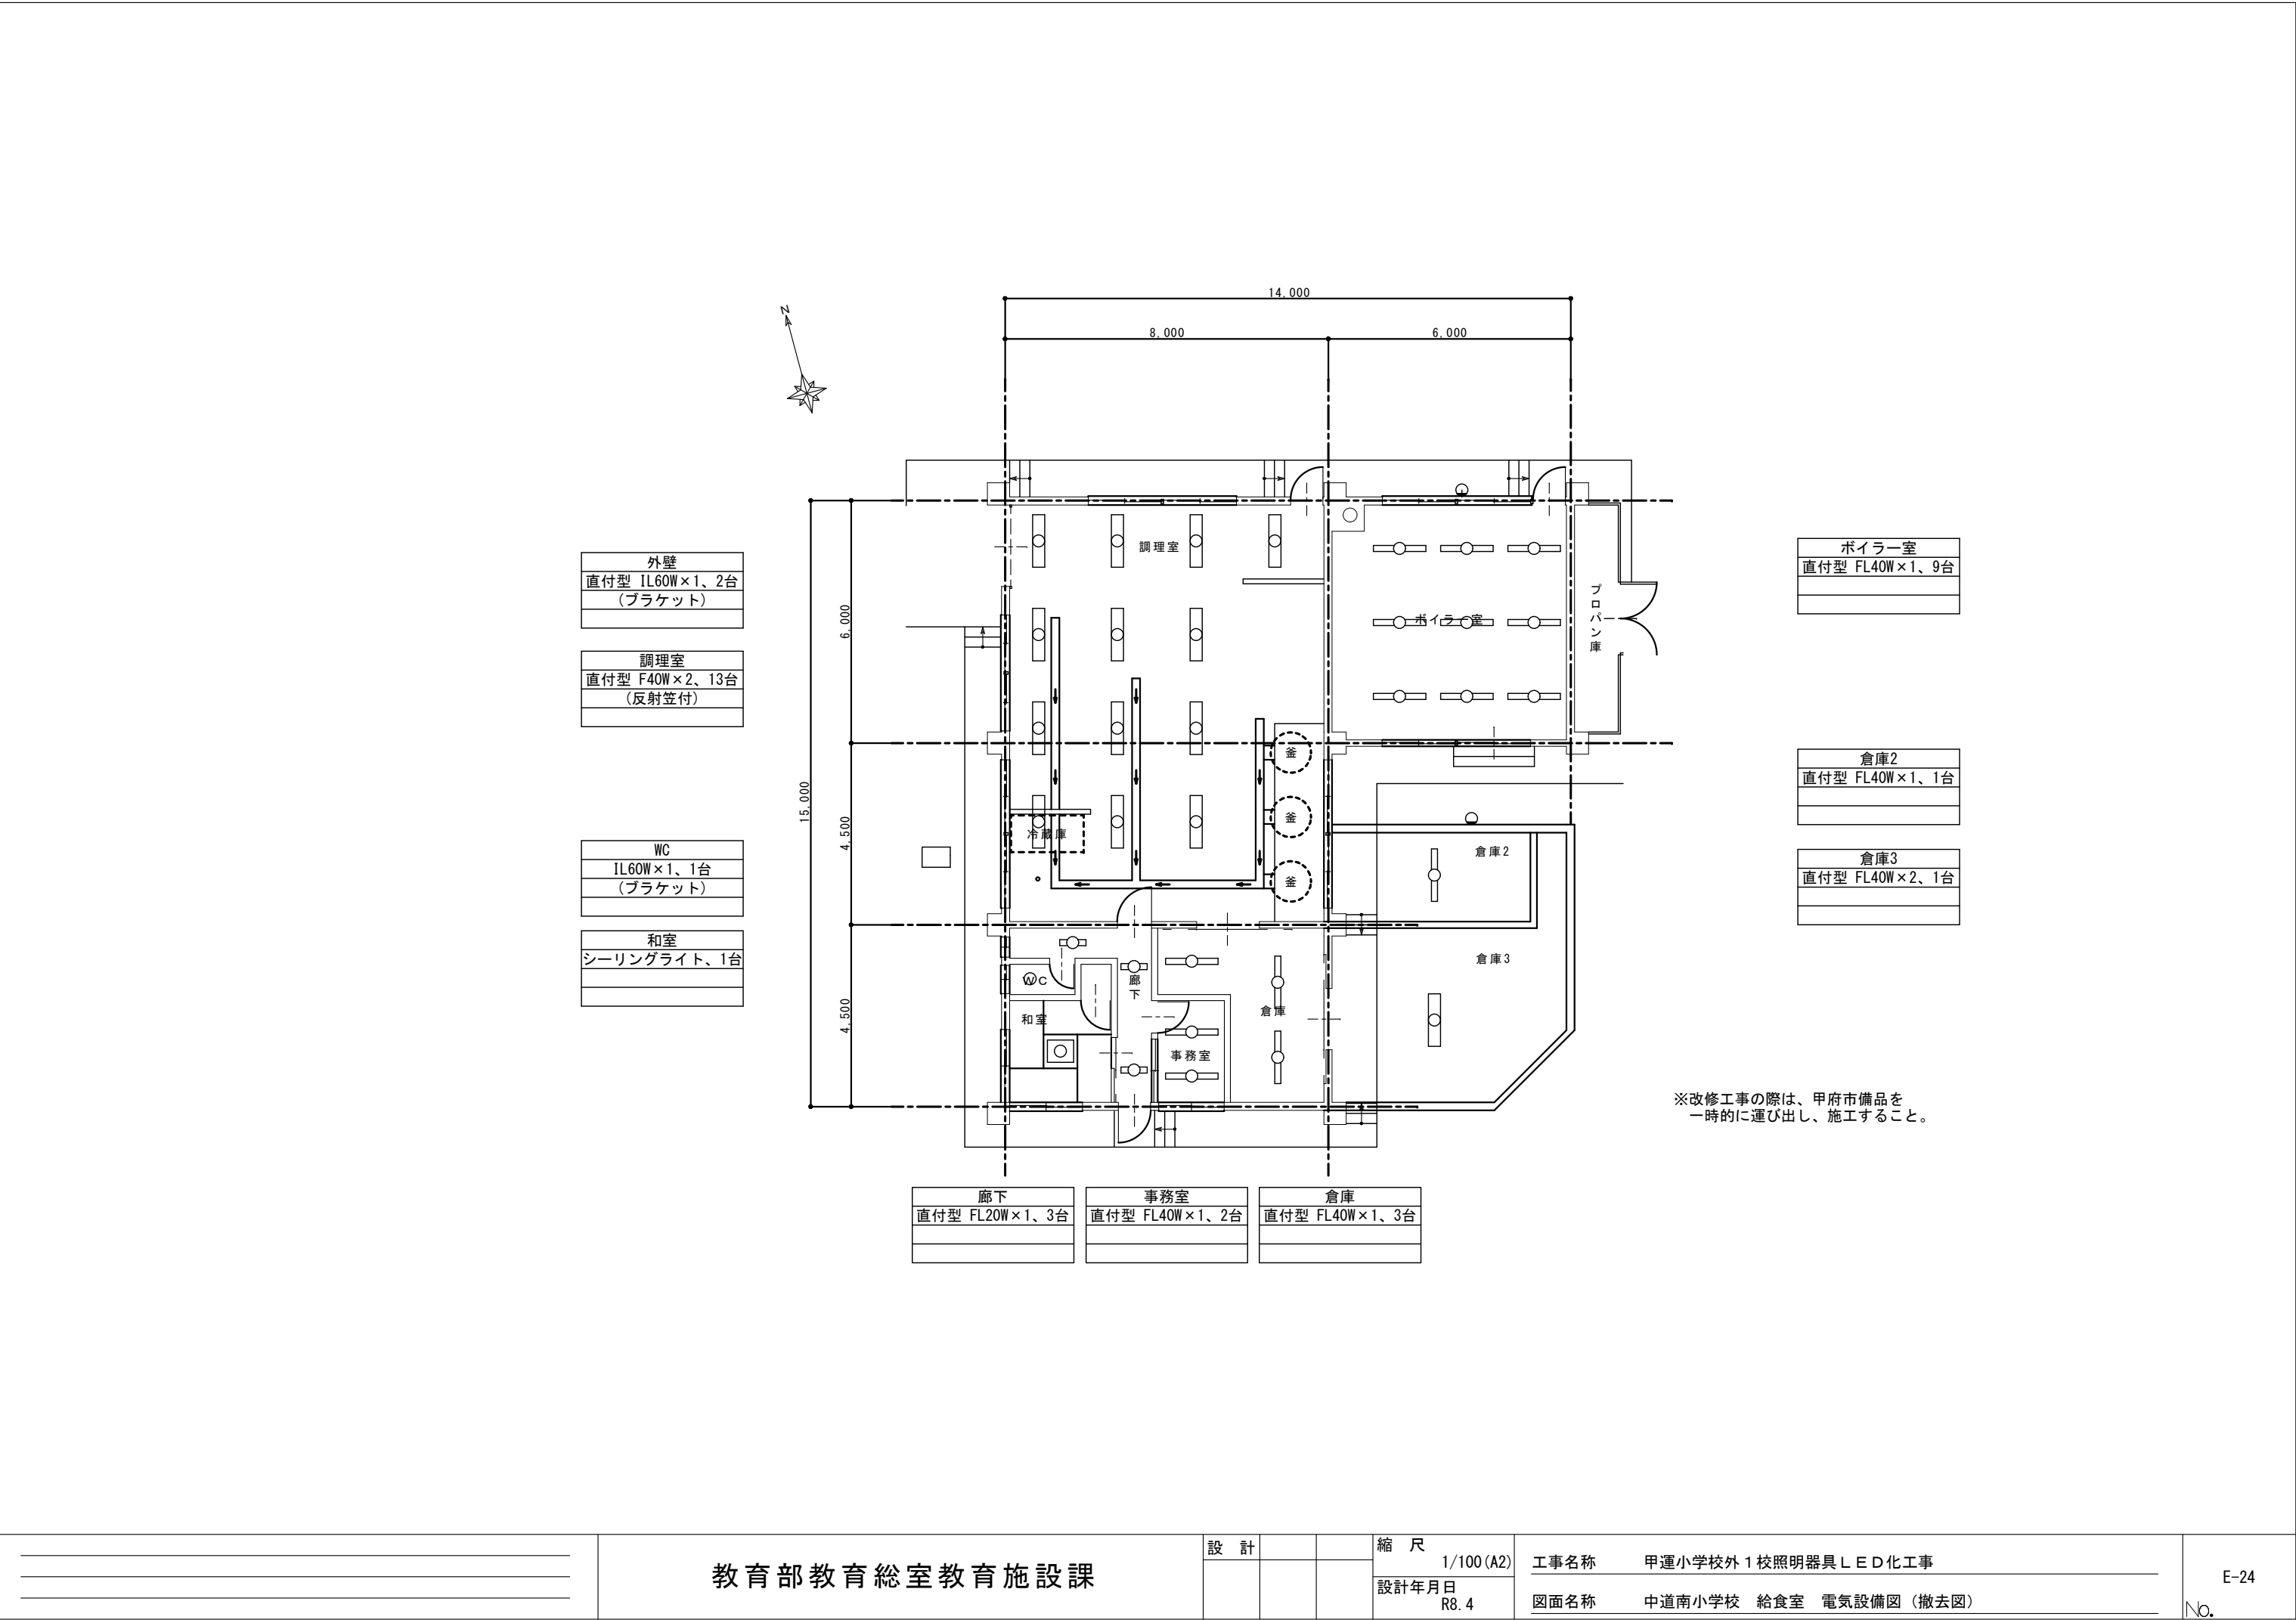 14,000
8,000
6,000
N
15,000
6,000
4,500
4,500
調理室
ボイラー室
プロパン庫
釜
釜
釜
冷蔵庫
倉庫2
倉庫3
WC
廊下
和室
倉庫
事務室
外壁
直付型 IL60W×1、2台
(ブラケット)
調理室
直付型 F40W×2、13台
(反射笠付)
WC
IL60W×1、1台
(ブラケット)
和室
シーリングライト、1台
ボイラー室
直付型 FL40W×1、9台
倉庫2
直付型 FL40W×1、1台
倉庫3
直付型 FL40W×2、1台
※改修工事の際は、甲府市備品を
一時的に運び出し、施工すること。
廊下
直付型 FL20W×1、3台
事務室
直付型 FL40W×1、2台
倉庫
直付型 FL40W×1、3台
教育部教育総室教育施設課
設 計
縮 尺
1/100(A2)
設計年月日
R8.4
工事名称 甲運小学校外1校照明器具LED化工事
図面名称 中道南小学校 給食室 電気設備図(撤去図)
E-24
No.